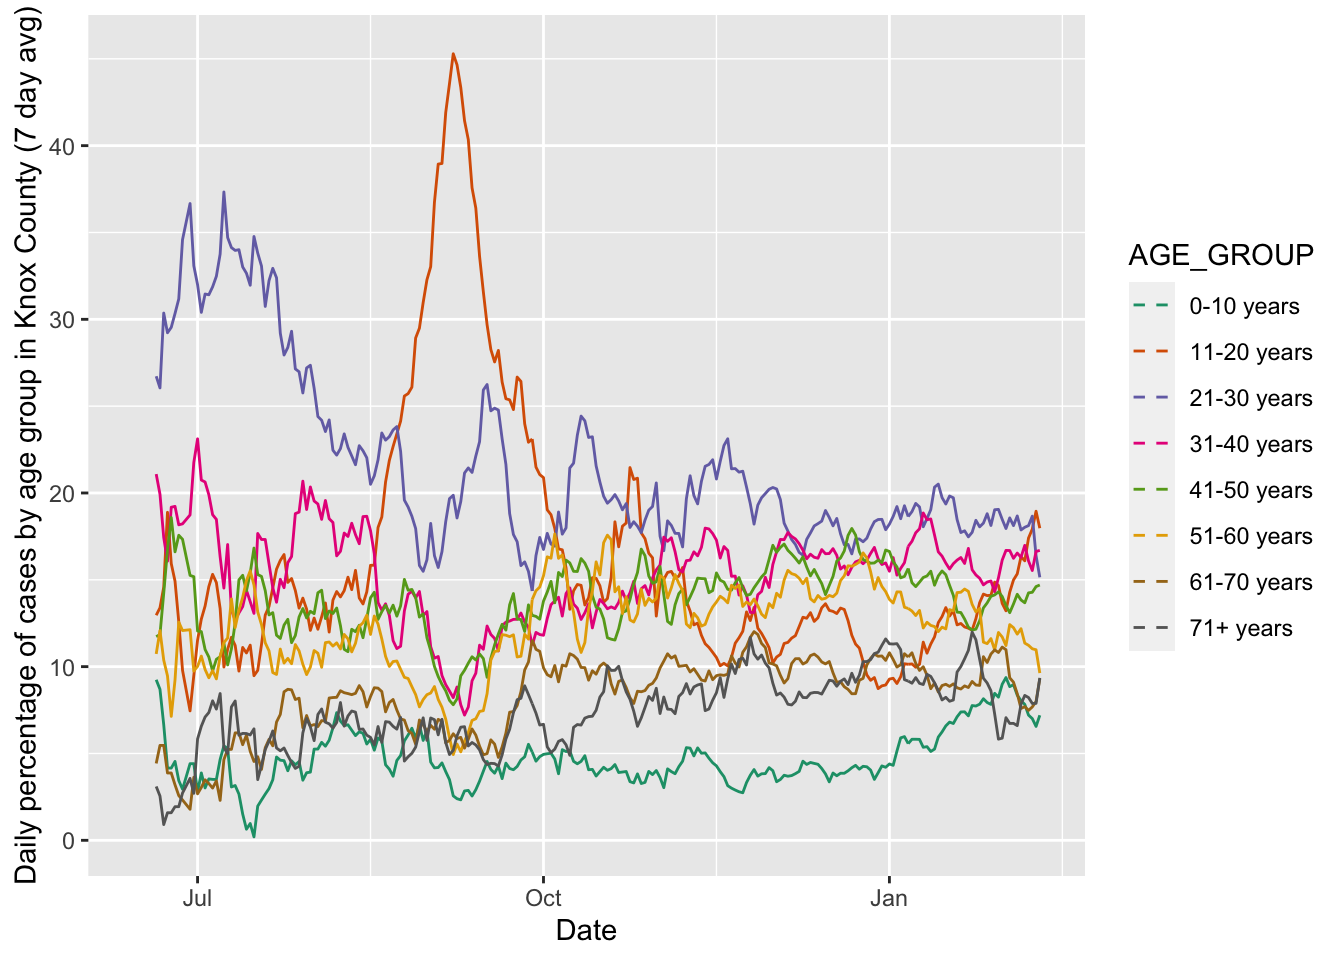 Daily percentage of cases by age group in Knox County (7 day avg)
40
30
20
10
0
Jul
Oct
Jan
Date
AGE_GROUP
0-10 years
11-20 years
21-30 years
31-40 years
41-50 years
51-60 years
61-70 years
71+ years